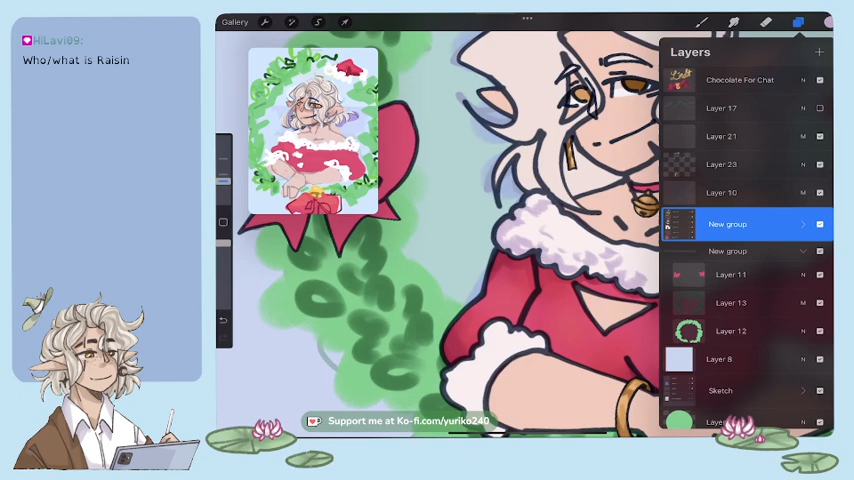 HiLavi09:
Who/what is Raisin
Gallery
Layers
Chocolate For Chat N
Layer 17 N
Layer 21 M
Layer 23 N
Layer 10 M
New group
New group
Layer 11 N
Layer 13 M
Layer 12 N
Layer 8 N
Sketch
N
Support me at Ko-fi.com/yuriko240